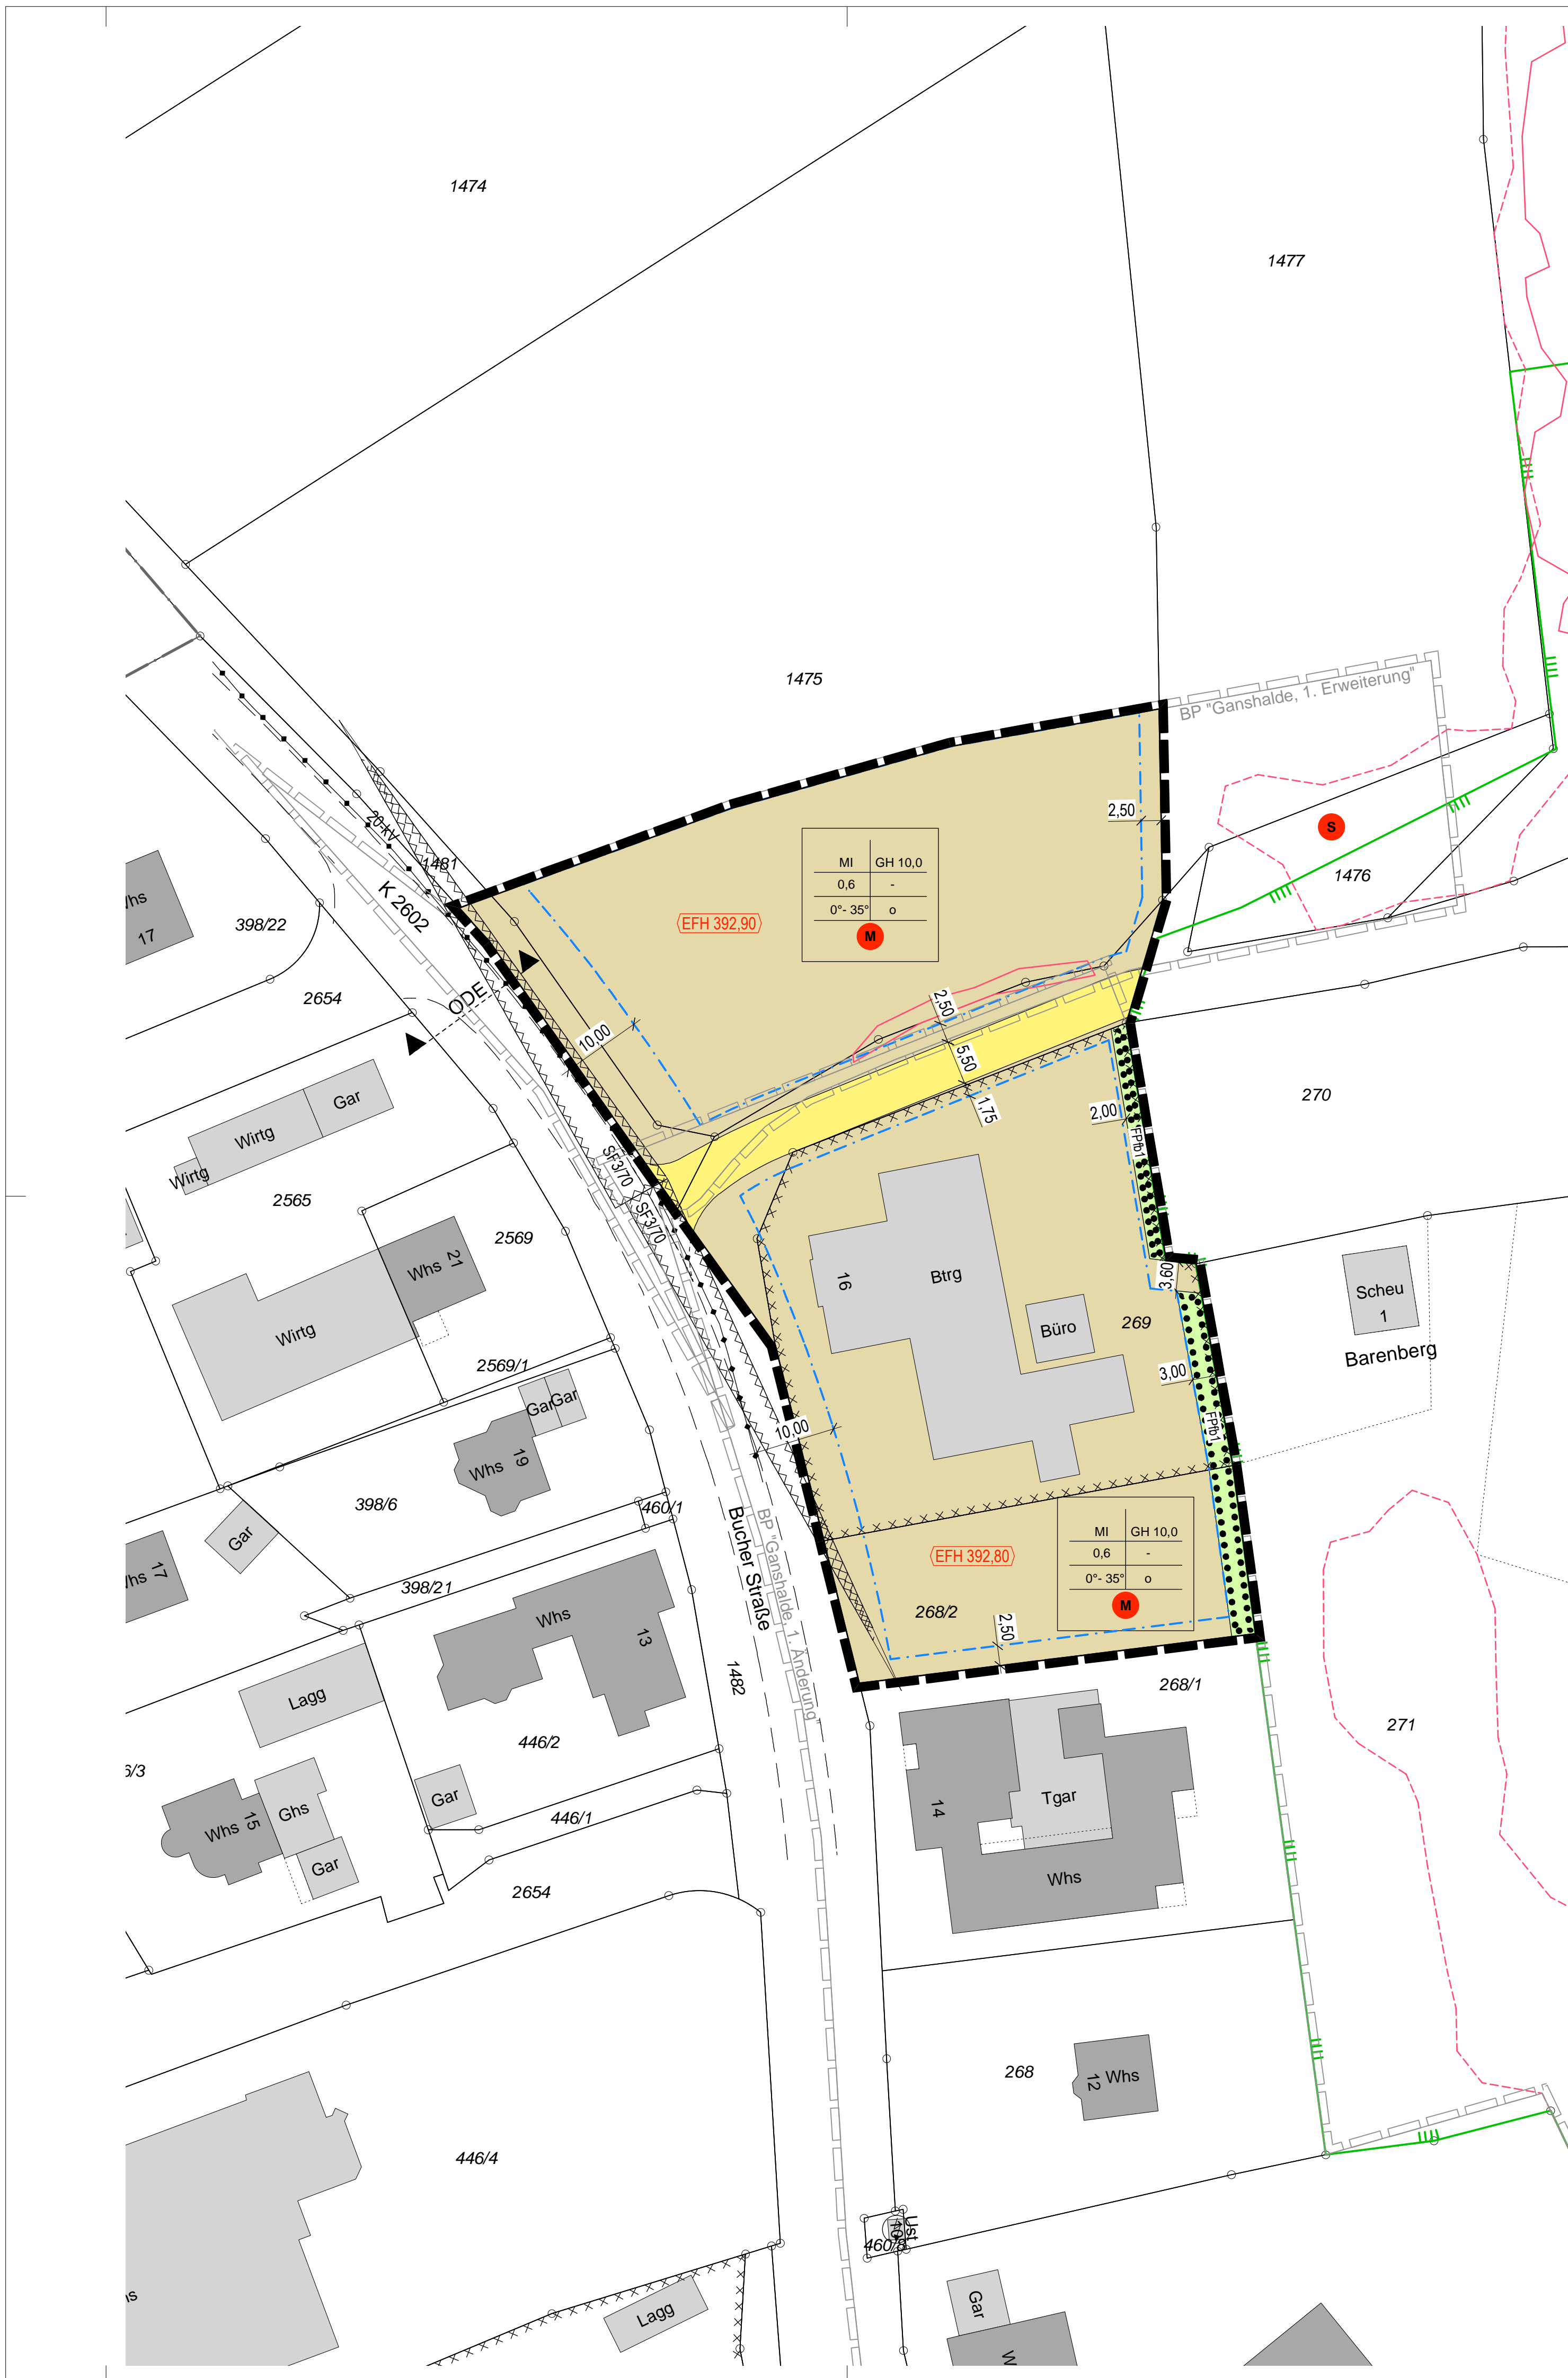 1474
1477
1475
BP "Ganshalde, 1. Erweiterung"
2,50
MI GH 10,0
0,6 -
0°- 35° o
M
S
1476
20-kV
1481
K 2602
EFH 392,90
17
398/22
2654
ODE
10,00
2,50
5,50
1,75
2,00
FPfb1
270
Gar
Wirtg
Wirtg
2565
SF3/70
SF3/70
2569
Whs 21
Wirtg
2569/1
16
Btrg
Büro
269
3,60
Scheu
1
Barenberg
3,00
FPfb1
Gar
Gar
Whs 19
398/6
460/1
10,00
Gar
17
398/21
Bucher Straße
BP "Ganshalde, 1. Änderung"
EFH 392,80
MI GH 10,0
0,6 -
0°- 35° o
M
268/2
2,50
Whs
13
1482
268/1
271
Lagg
446/2
Gar
Whs 15
Ghs
Gar
446/1
2654
14
Tgar
Whs
268
12 Whs
446/4
Ust
10
460/8
Lagg
Gar